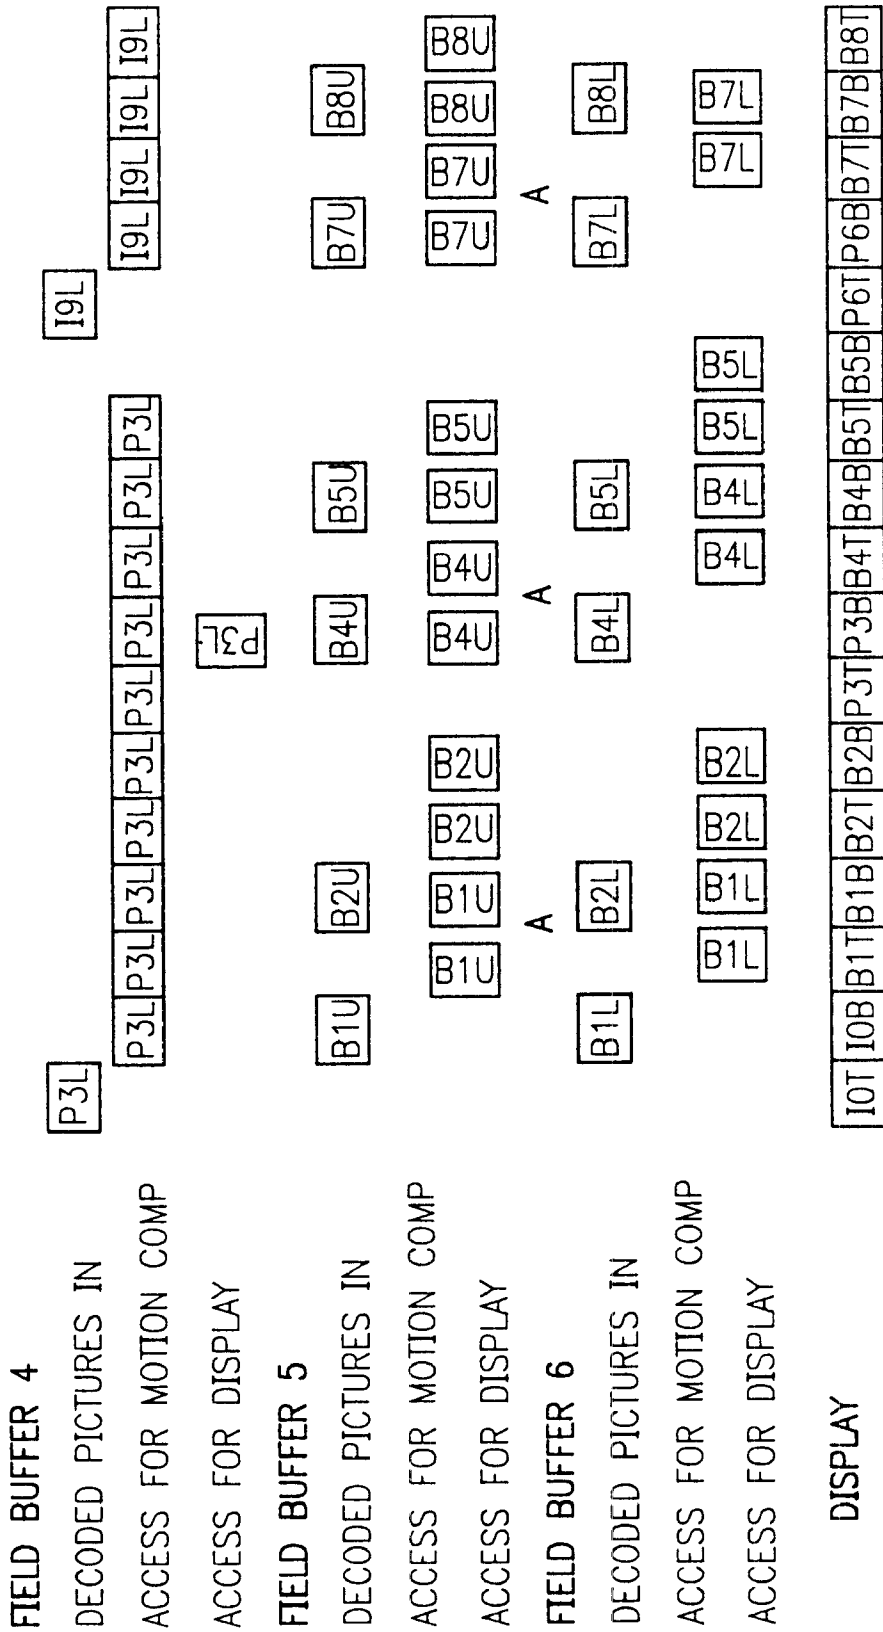 FIELD BUFFER 4
DECODED PICTURES IN P3L I9L
ACCESS FOR MOTION COMP P3L P3L P3L P3L P3L P3L P3L P3L P3L P3L I9L I9L I9L I9L
ACCESS FOR DISPLAY P3L
FIELD BUFFER 5
DECODED PICTURES IN B1U B2U B4U B5U B7U B8U
ACCESS FOR MOTION COMP
ACCESS FOR DISPLAY B1U B1U B2U B2U B4U B4U B5U B5U B7U B7U B8U B8U
A A A
FIELD BUFFER 6
DECODED PICTURES IN B1L B2L B4L B5L B7L B8L
ACCESS FOR MOTION COMP
ACCESS FOR DISPLAY B1L B1L B2L B2L B4L B4L B5L B5L B7L B7L
DISPLAY I0T I0B B1T B1B B2T B2B P3T P3B B4T B4B B5T B5B P6T P6B B7T B7B B8T